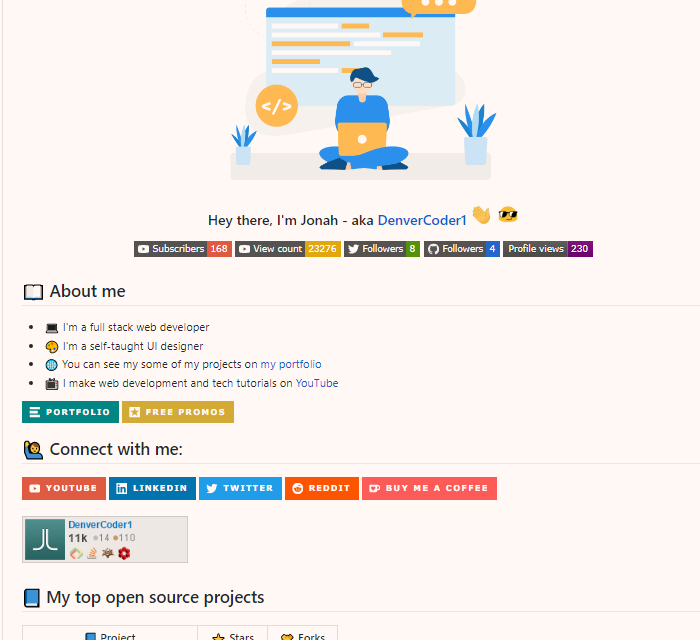 </>
Hey there, I'm Jonah - aka DenverCoder1 👋 😎
Subscribers 168 View count 23276 Followers 8 Followers 4 Profile views 230
📖 About me
• 💻 I'm a full stack web developer
• 🎨 I'm a self-taught UI designer
• 🌐 You can see my some of my projects on my portfolio
• 📺 I make web development and tech tutorials on YouTube
PORTFOLIO FREE PROMOS
🙋 Connect with me:
YOUTUBE LINKEDIN TWITTER REDDIT BUY ME A COFFEE
DenverCoder1
11k ●14 ●110
📘 My top open source projects
📘 Project ⭐ Stars 🤝 Forks